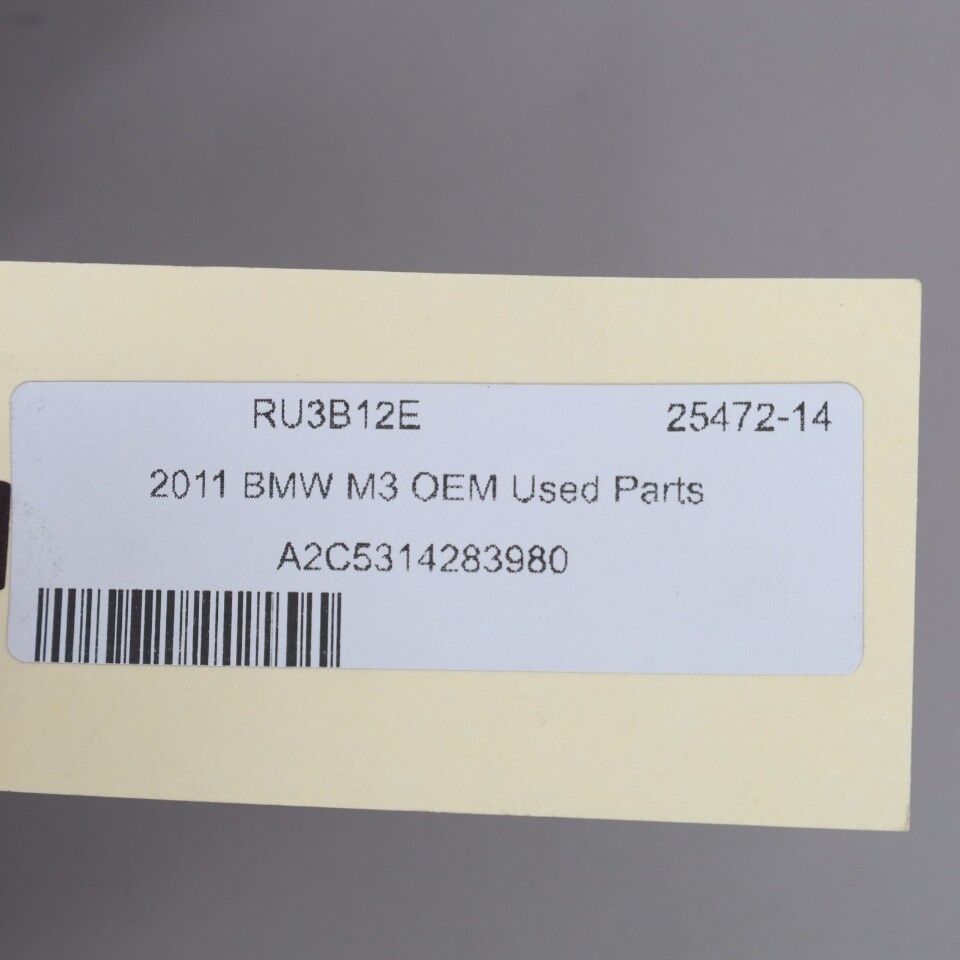 RU3B12E 25472-14
2011 BMW M3 OEM Used Parts
A2C5314283980